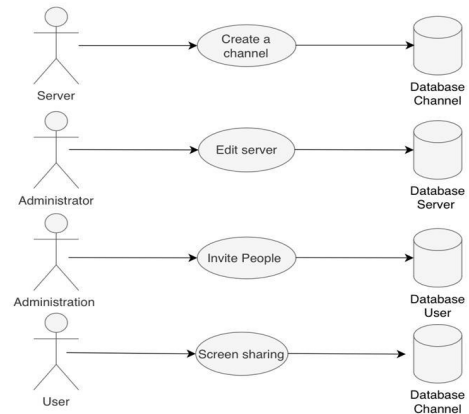 Create a
channel
Server
Database
Channel
Edit server
Administrator
Database
Server
Invite People
Administration
Database
User
Screen sharing
User
Database
Channel